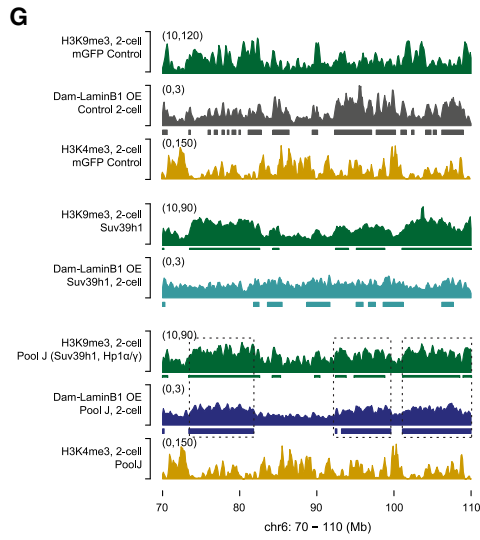 G
H3K9me3, 2-cell
mGFP Control
(10,120)
Dam-LaminB1 OE
Control 2-cell
(0,3)
H3K4me3, 2-cell
mGFP Control
(0,150)
H3K9me3, 2-cell
Suv39h1
(10,90)
Dam-LaminB1 OE
Suv39h1, 2-cell
(0,3)
H3K9me3, 2-cell
Pool J (Suv39h1, Hp1α/γ)
(10,90)
Dam-LaminB1 OE
Pool J, 2-cell
(0,3)
H3K4me3, 2-cell
PoolJ
(0,150)
70 80 90 100 110
chr6: 70 − 110 (Mb)